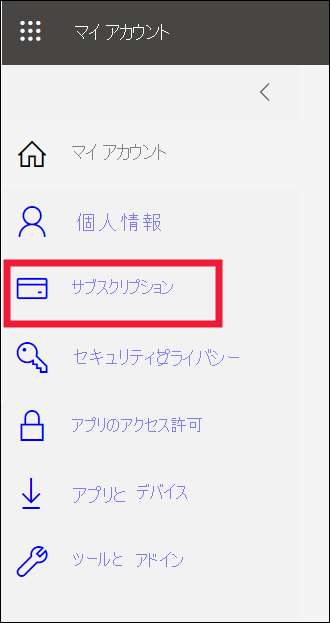 マイ アカウント
マイ アカウント
個人情報
サブスクリプション
セキュリティとプライバシー
アプリのアクセス許可
アプリと デバイス
ツールと アドイン